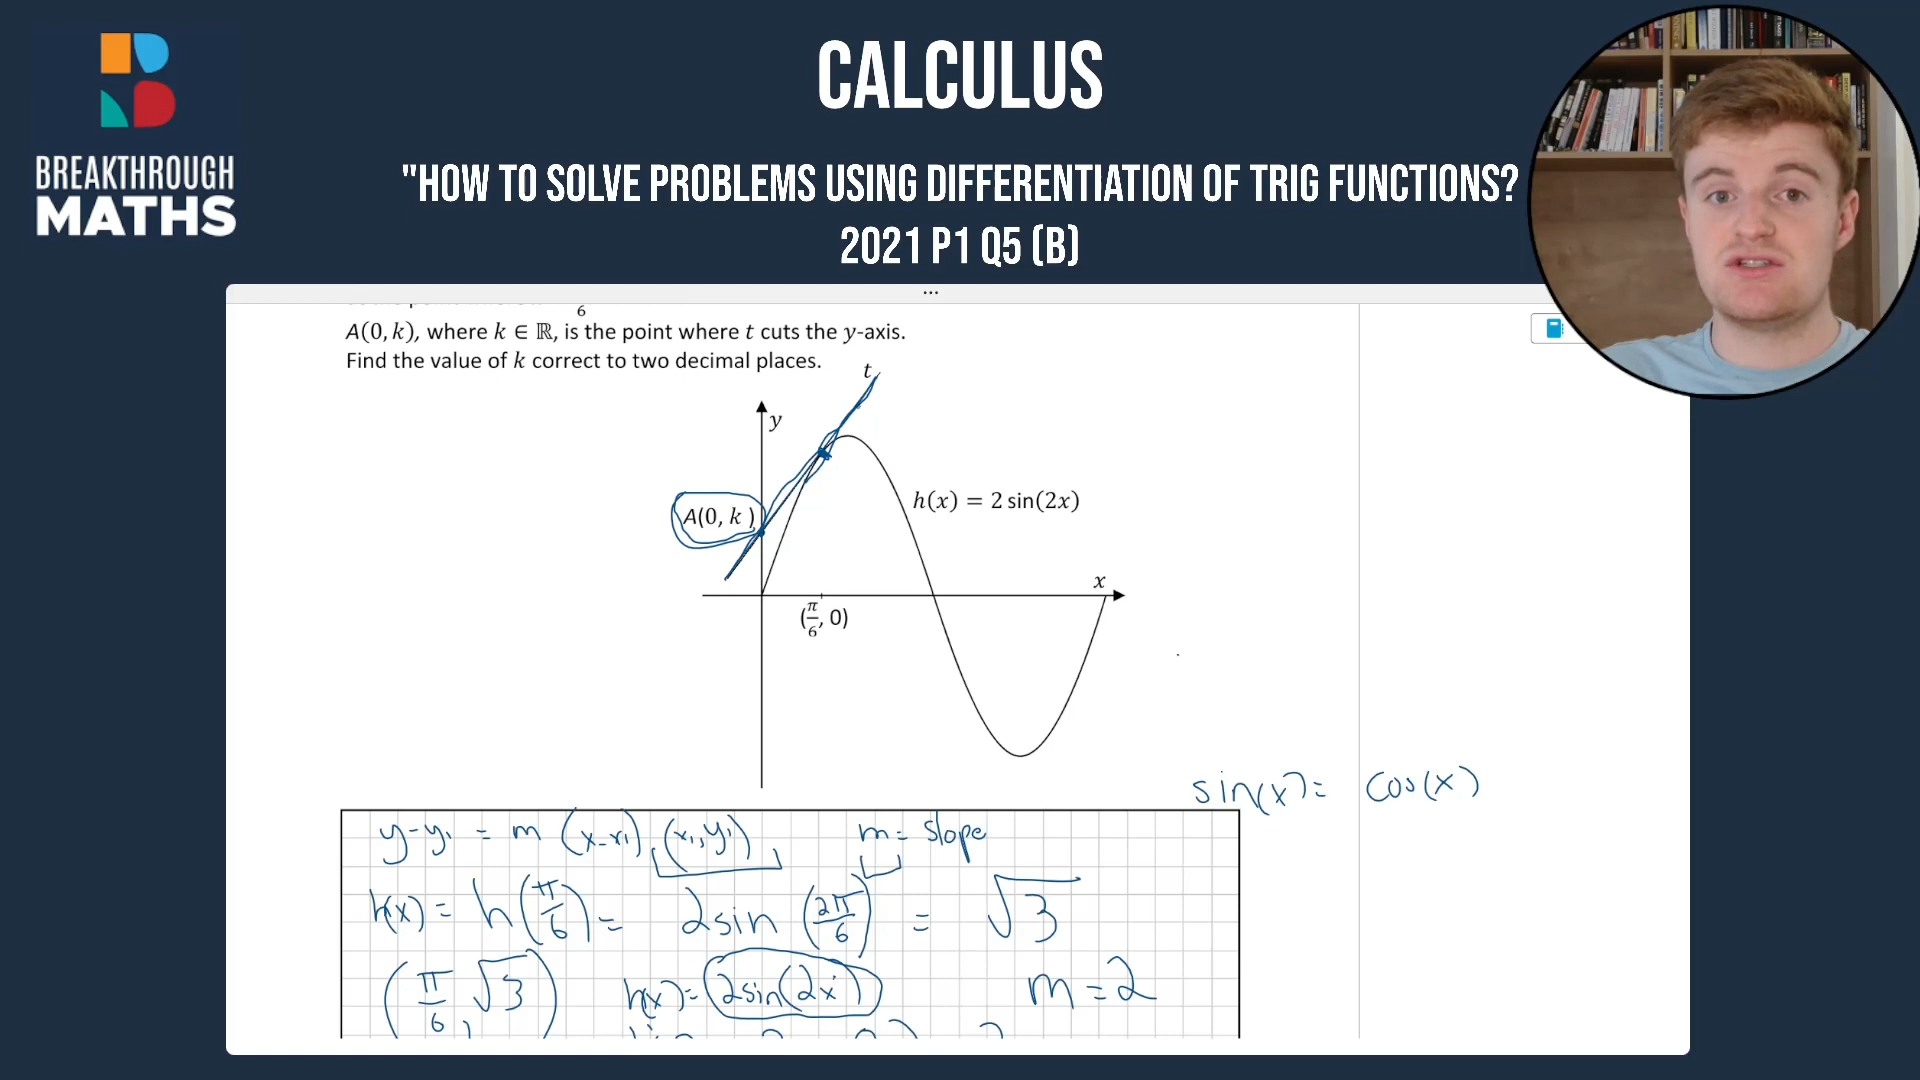 CALCULUS
BREAKTHROUGH
MATHS
"HOW TO SOLVE PROBLEMS USING DIFFERENTIATION OF TRIG FUNCTIONS?
2021 P1 Q5 (B)
...
6
A(0, k), where k ∈ ℝ, is the point where t cuts the y-axis.
Find the value of k correct to two decimal places.
t
y
h(x) = 2 sin(2x)
A(0, k )
x
(π/6, 0)
sin(x) = cos(x)
y-y₁ = m (x-x₁) (x₁, y₁) m = slope
h(x) = h(π/6) = 2sin (2π/6) = √3
(π/6, √3) h(x) = 2sin(2x) m = 2